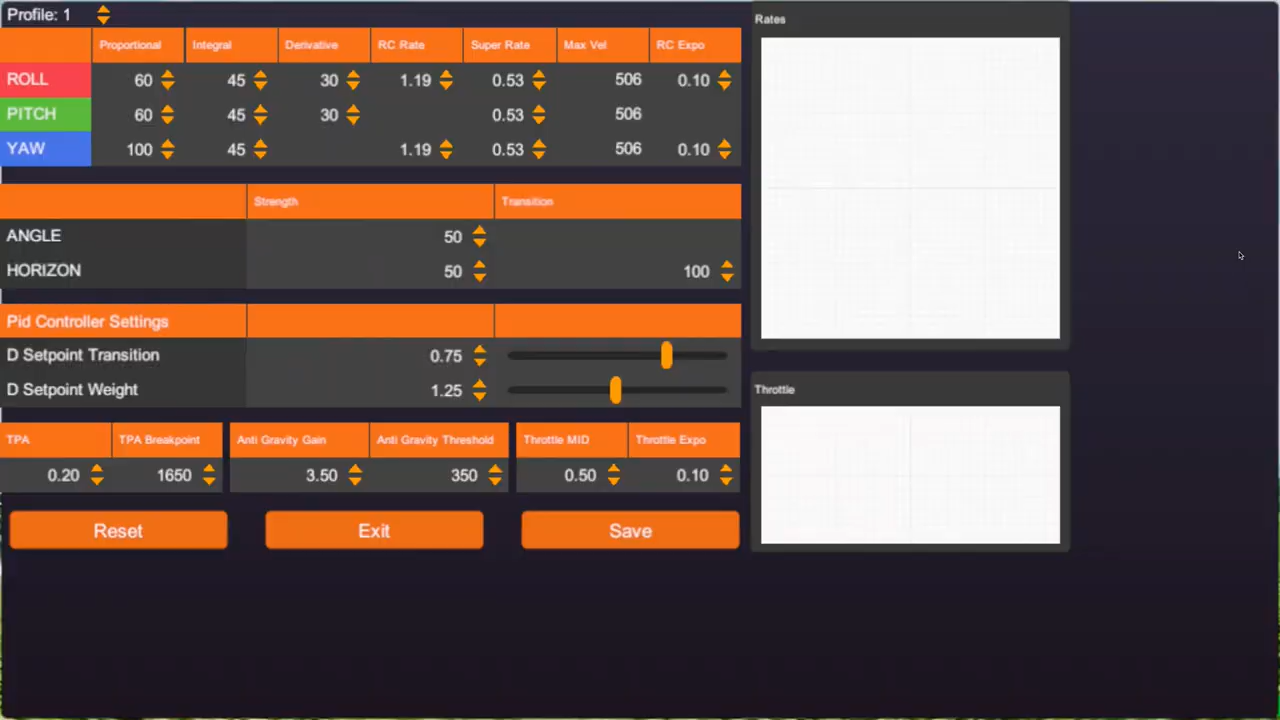 Profile: 1
Proportional Integral Derivative RC Rate Super Rate Max Vel RC Expo
ROLL 60 45 30 1.19 0.53 506 0.10
PITCH 60 45 30 0.53 506
YAW 100 45 1.19 0.53 506 0.10
Strength Transition
ANGLE 50
HORIZON 50 100
Pid Controller Settings
D Setpoint Transition 0.75
D Setpoint Weight 1.25
TPA TPA Breakpoint Anti Gravity Gain Anti Gravity Threshold Throttle MID Throttle Expo
0.20 1650 3.50 350 0.50 0.10
Reset Exit Save
Rates
Throttle